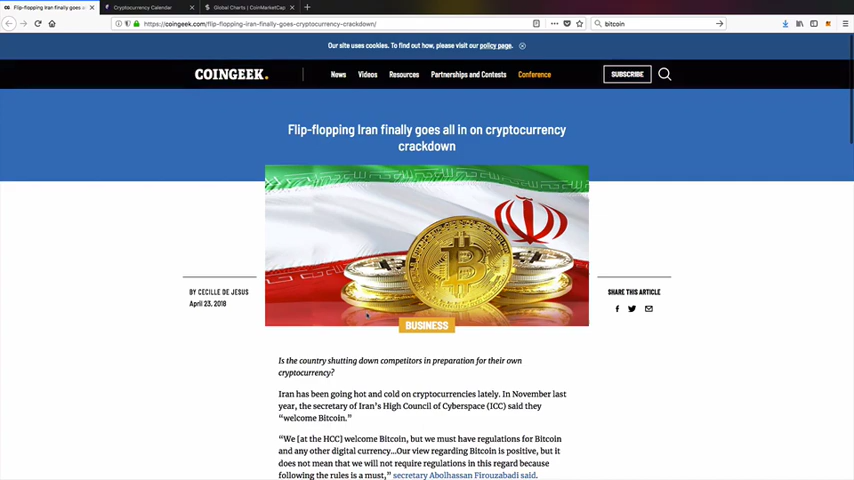 Flip-flopping Iran finally goes al
Cryptocurrency Calendar
Global Charts | CoinMarketCap
https://coingeek.com/flip-flopping-iran-finally-goes-cryptocurrency-crackdown/
bitcoin
Our site uses cookies. To find out how, please visit our policy page.
COINGEEK.
News
Videos
Resources
Partnerships and Contests
Conference
SUBSCRIBE
Flip-flopping Iran finally goes all in on cryptocurrency
crackdown
BY CECILLE DE JESUS
April 23, 2018
SHARE THIS ARTICLE
BUSINESS
Is the country shutting down competitors in preparation for their own
cryptocurrency?
Iran has been going hot and cold on cryptocurrencies lately. In November last
year, the secretary of Iran's High Council of Cyberspace (ICC) said they
“welcome Bitcoin.”
“We [at the HCC] welcome Bitcoin, but we must have regulations for Bitcoin
and any other digital currency...Our view regarding Bitcoin is positive, but it
does not mean that we will not require regulations in this regard because
following the rules is a must,” secretary Abolhassan Firouzabadi said.